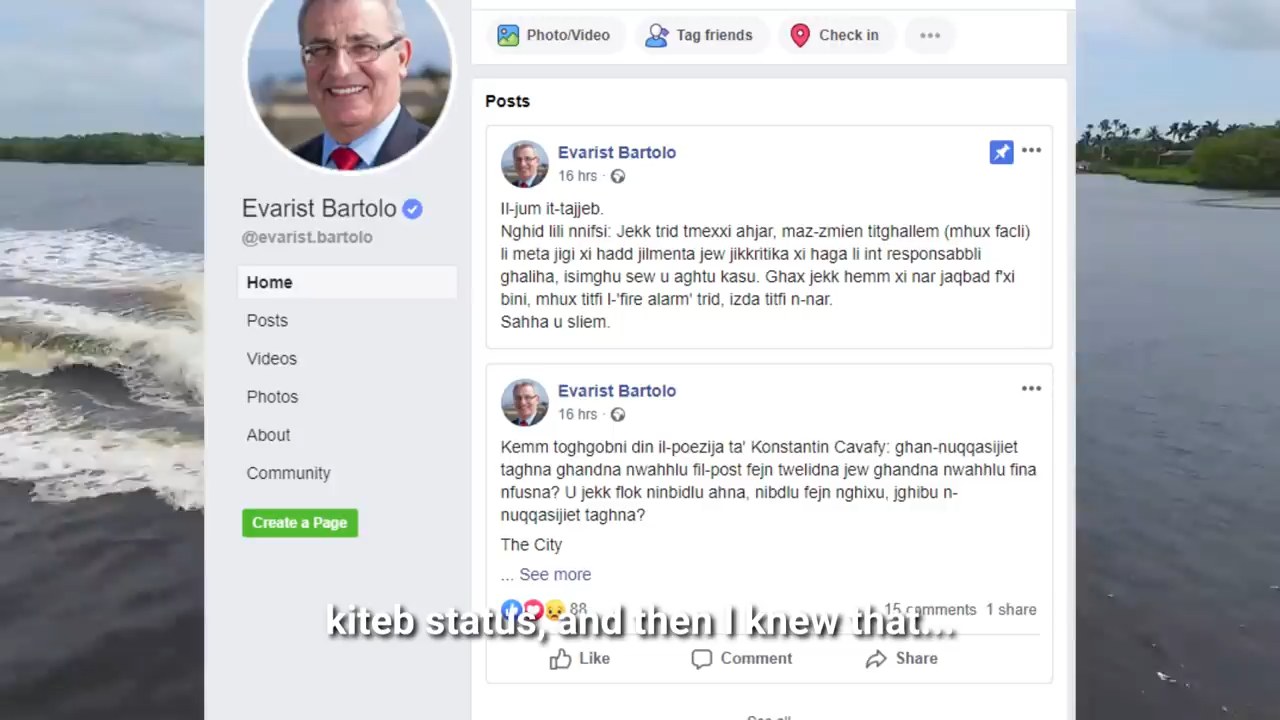 Photo/Video
Tag friends
Check in
Evarist Bartolo
@evarist.bartolo
Home
Posts
Videos
Photos
About
Community
Create a Page
Posts
Evarist Bartolo
16 hrs ·
Il-jum it-tajjeb.
Nghid lili nnifsi: Jekk trid tmexxi ahjar, maz-zmien titghallem (mhux facli)
li meta jigi xi hadd jilmenta jew jikkritika xi haga li int responsabbli
ghaliha, isimghu sew u aghtu kasu. Ghax jekk hemm xi nar jaqbad f'xi
bini, mhux titfi l-'fire alarm' trid, izda titfi n-nar.
Sahha u sliem.
Evarist Bartolo
16 hrs ·
Kemm toghgobni din il-poezija ta' Konstantin Cavafy: ghan-nuqqasijiet
taghna ghandna nwahhlu fil-post fejn twelidna jew ghandna nwahhlu fina
nfusna? U jekk flok ninbidlu ahna, nibdlu fejn nghixu, jghibu n-
nuqqasijiet taghna?
The City
... See more
88
15 comments 1 share
kiteb status, and then I knew that...
Like
Comment
Share
See all